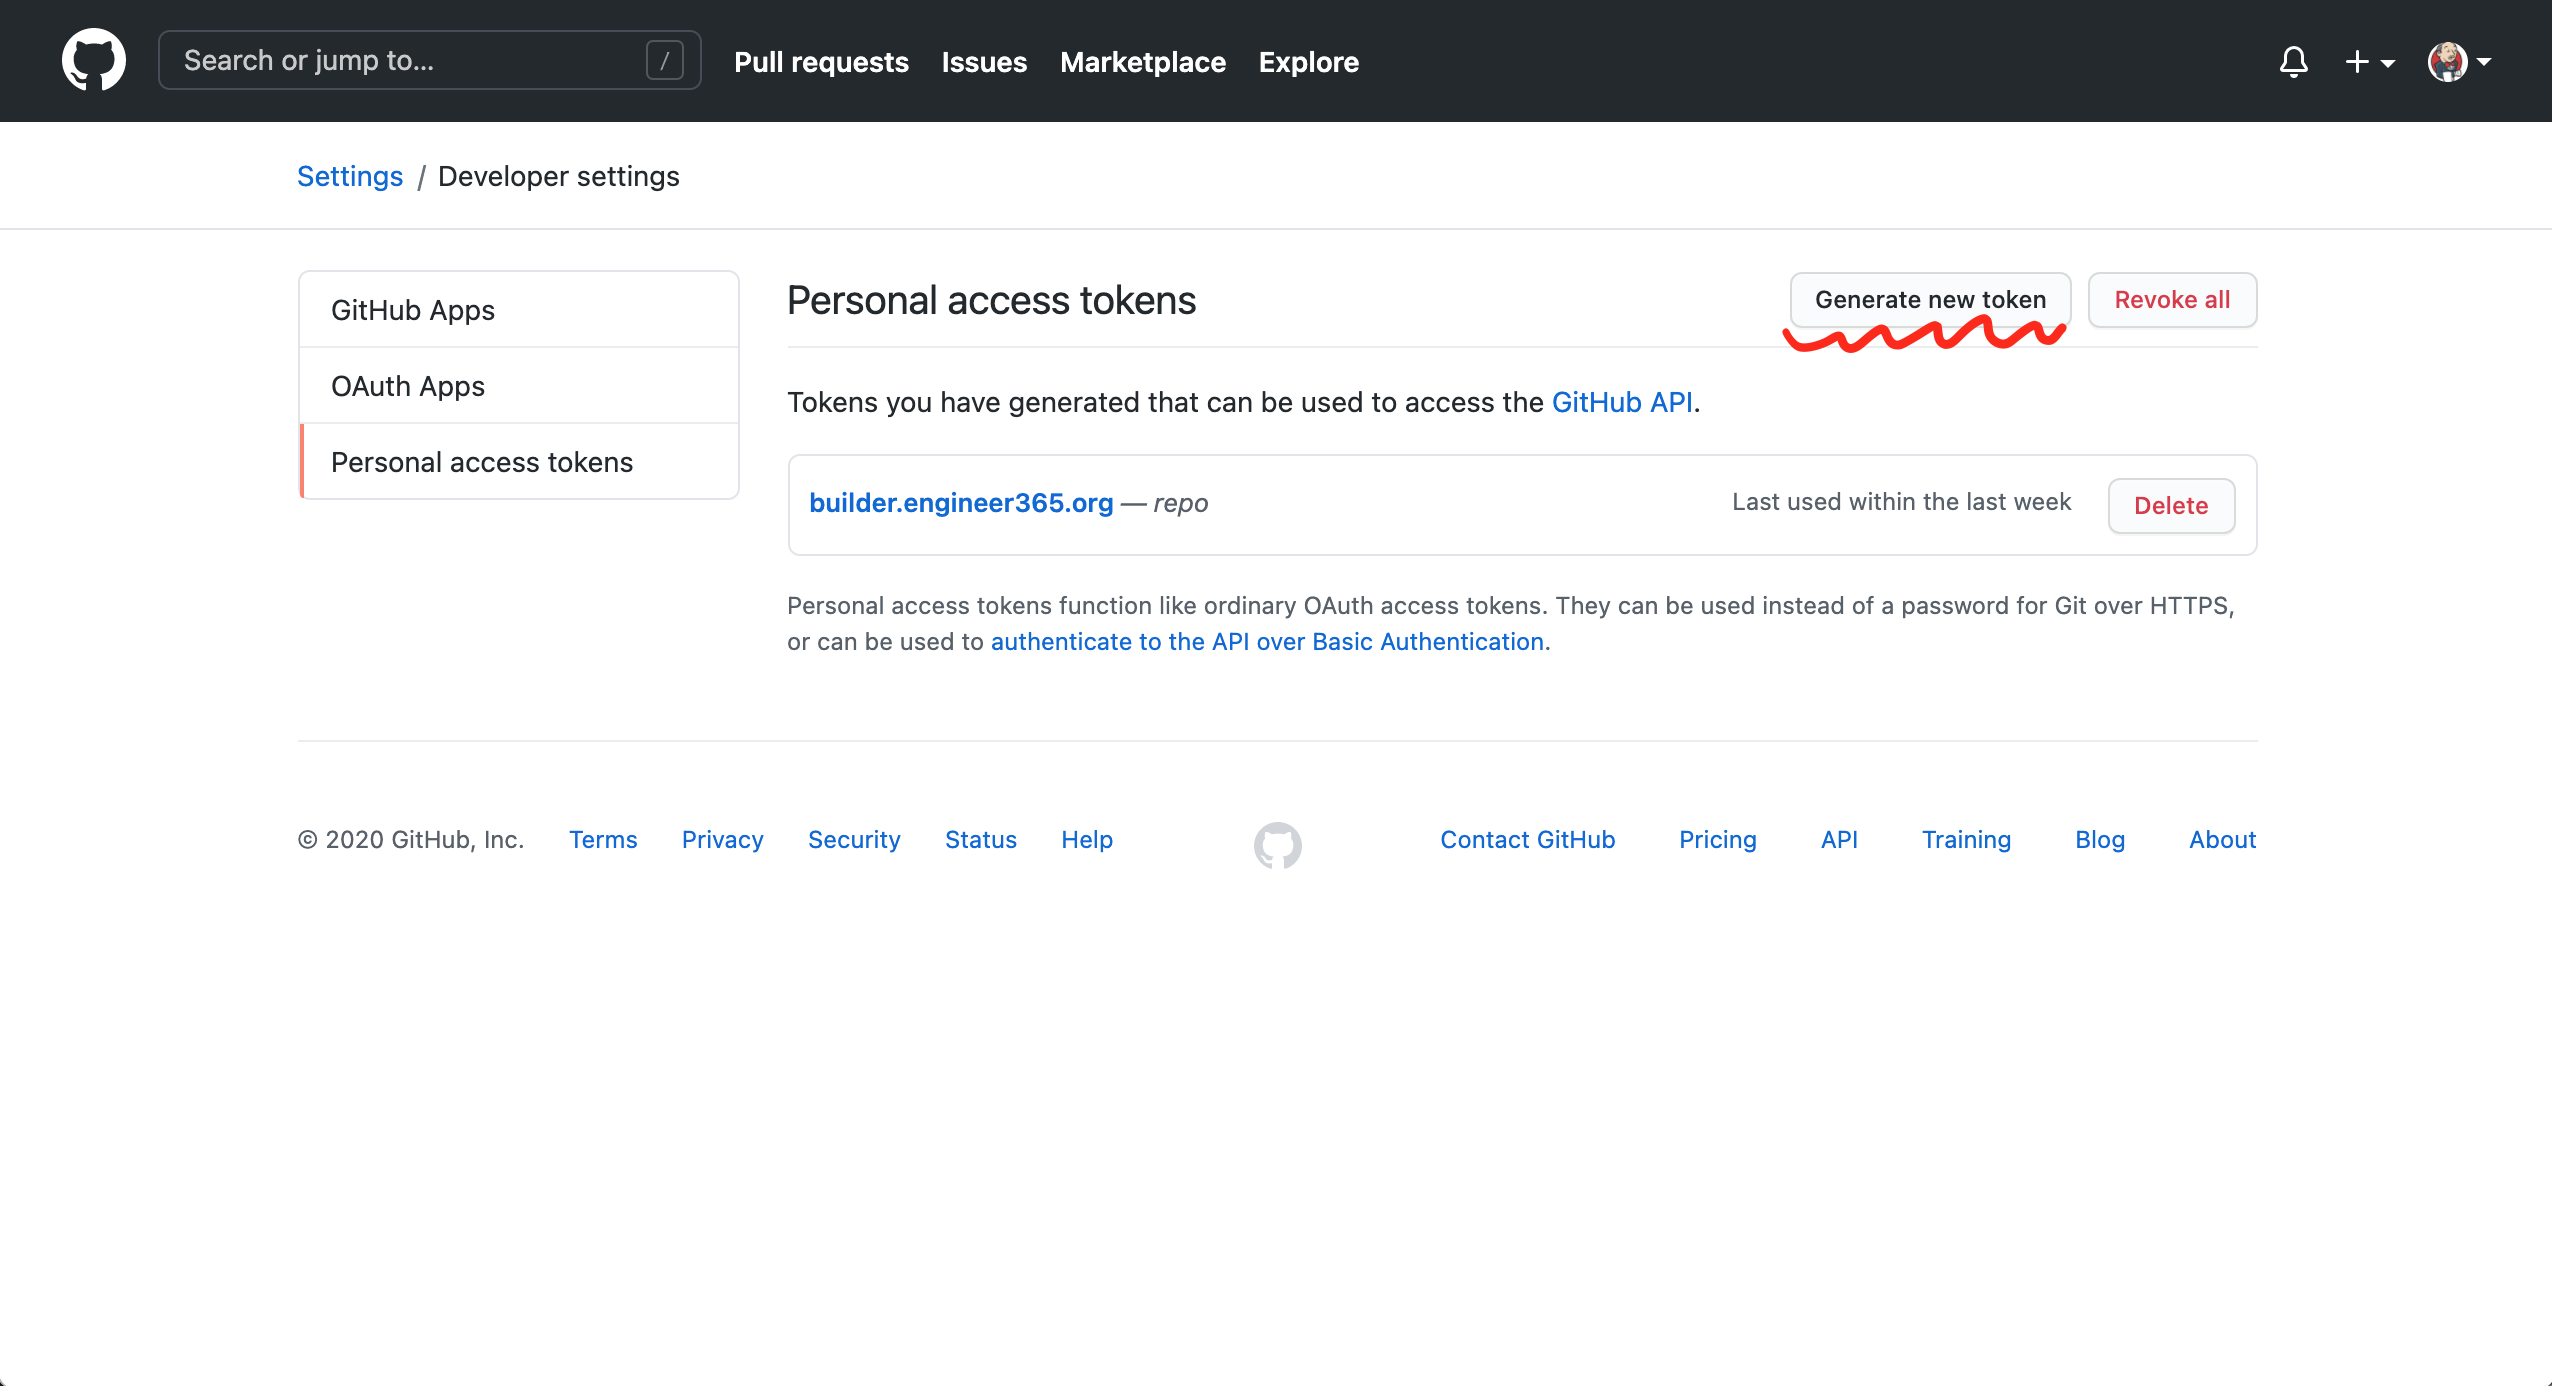 Search or jump to... /
Pull requests Issues Marketplace Explore
Settings / Developer settings
GitHub Apps
OAuth Apps
Personal access tokens
Personal access tokens
Generate new token Revoke all
Tokens you have generated that can be used to access the GitHub API.
builder.engineer365.org — repo Last used within the last week Delete
Personal access tokens function like ordinary OAuth access tokens. They can be used instead of a password for Git over HTTPS,
or can be used to authenticate to the API over Basic Authentication.
© 2020 GitHub, Inc. Terms Privacy Security Status Help Contact GitHub Pricing API Training Blog About